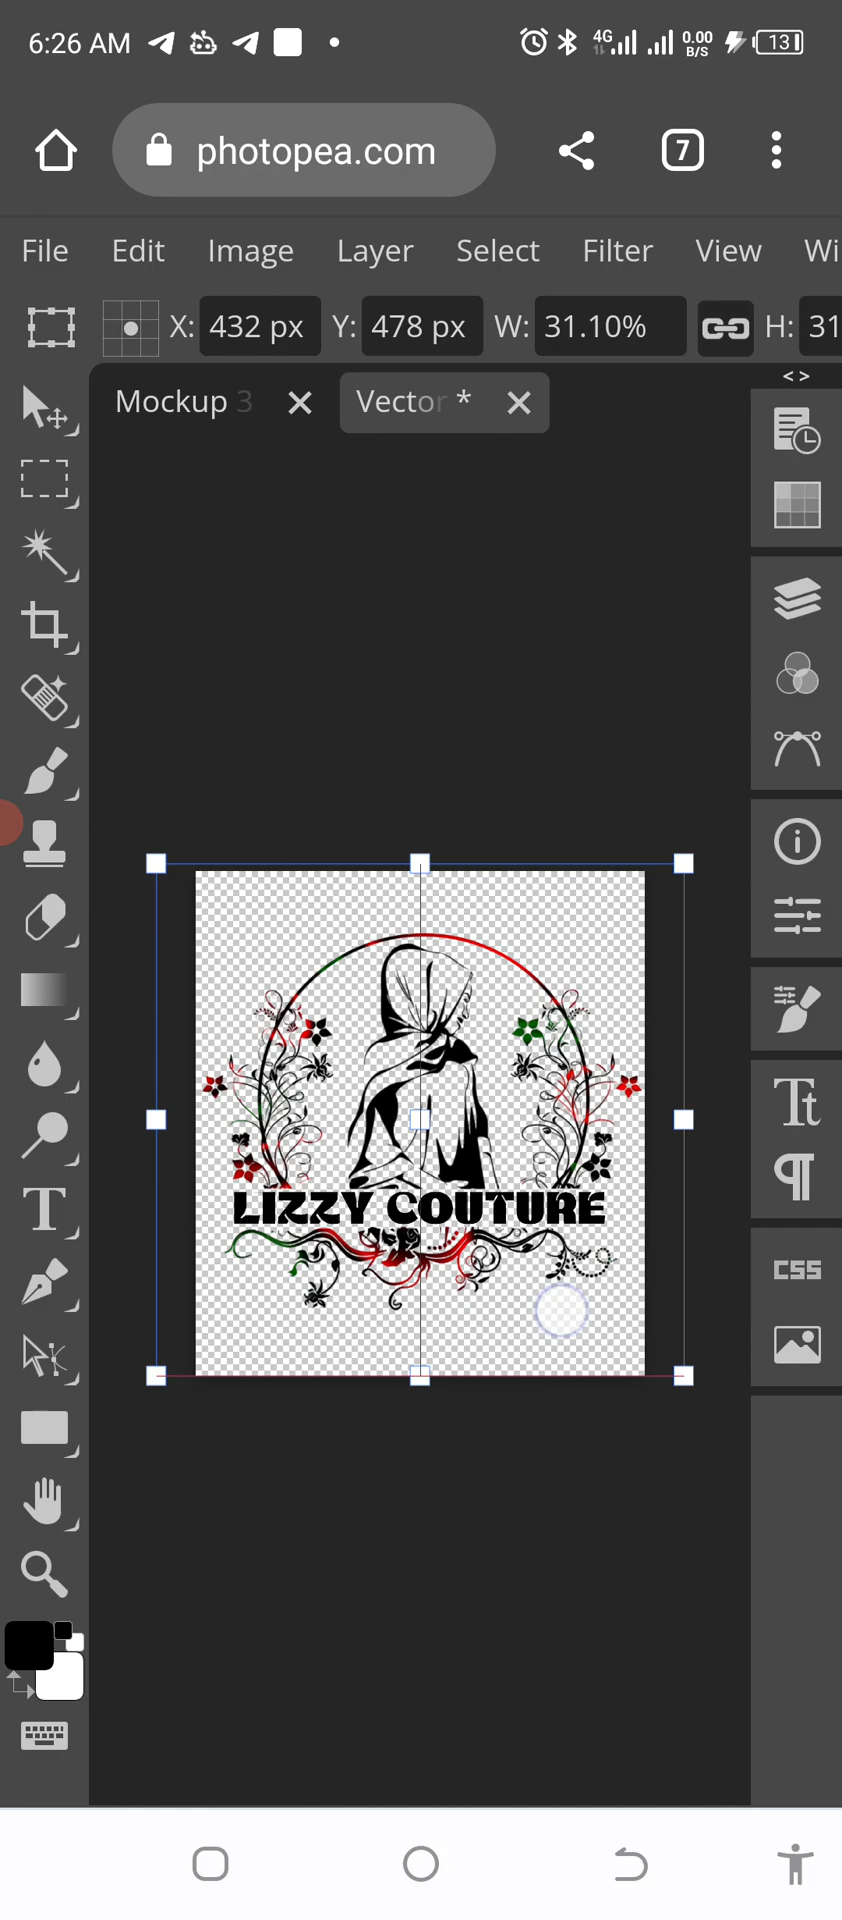 6:26 AM 4G 0.00 B/S 13
photopea.com 7
File Edit Image Layer Select Filter View Wi
X: 432 px Y: 478 px W: 31.10% H: 31
< >
Mockup 3 Vector *
LIZZY COUTURE
T
Tt
¶
CSS